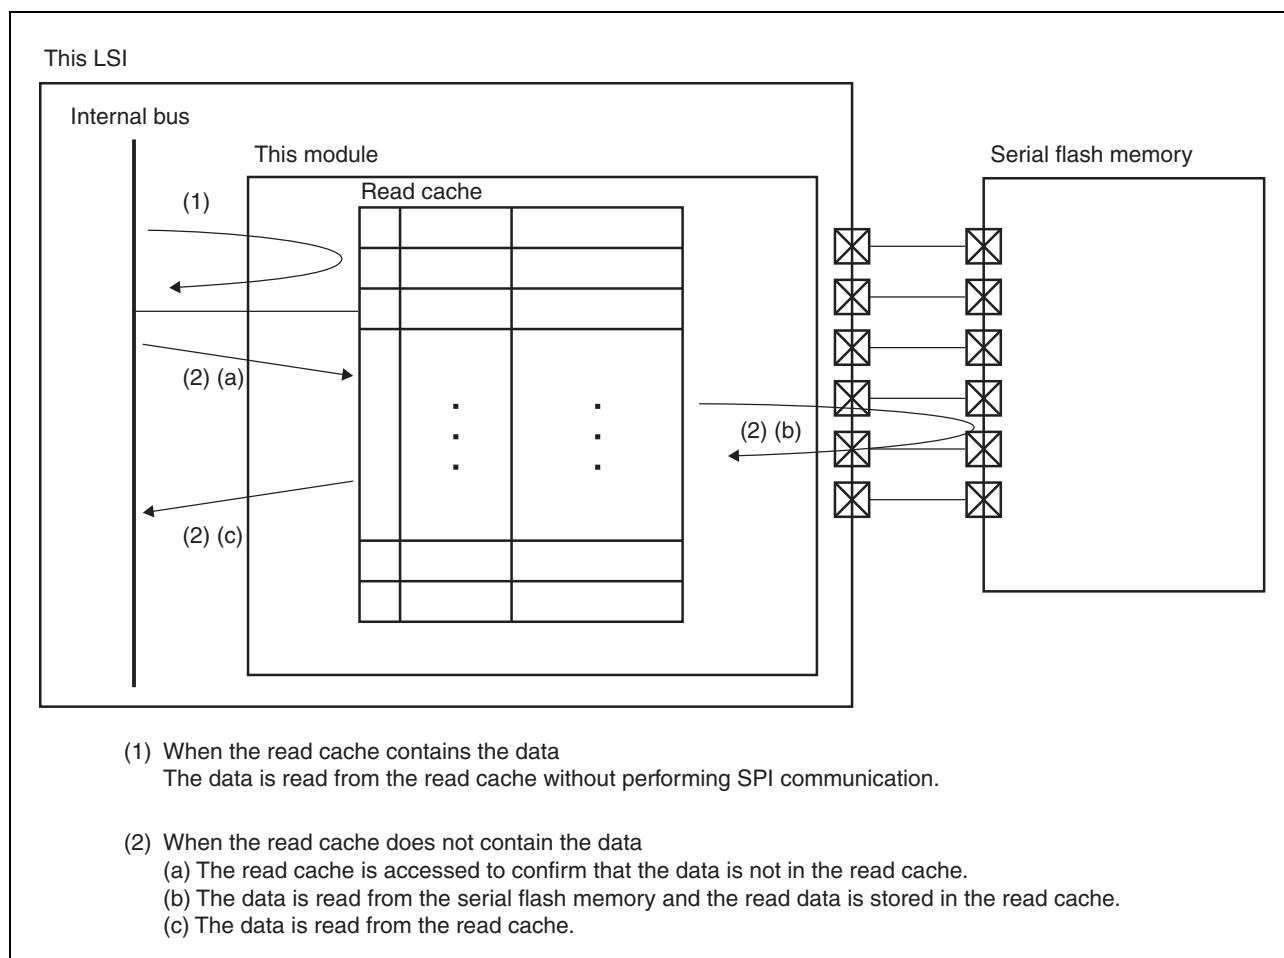 This LSI
Internal bus
This module
Serial flash memory
Read cache
(1)
(2) (a)
(2) (b)
(2) (c)
(1) When the read cache contains the data
The data is read from the read cache without performing SPI communication.
(2) When the read cache does not contain the data
(a) The read cache is accessed to confirm that the data is not in the read cache.
(b) The data is read from the serial flash memory and the read data is stored in the read cache.
(c) The data is read from the read cache.